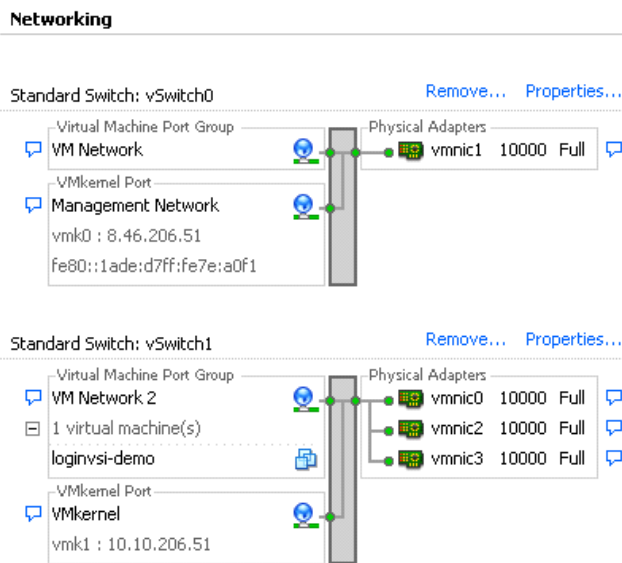 Networking
Standard Switch: vSwitch0 Remove... Properties...
Virtual Machine Port Group
VM Network
Physical Adapters
vmnic1 10000 Full
VMkernel Port
Management Network
vmk0 : 8.46.206.51
fe80::1ade:d7ff:fe7e:a0f1
Standard Switch: vSwitch1 Remove... Properties...
Virtual Machine Port Group
VM Network 2
1 virtual machine(s)
loginvsi-demo
Physical Adapters
vmnic0 10000 Full
vmnic2 10000 Full
vmnic3 10000 Full
VMkernel Port
VMkernel
vmk1 : 10.10.206.51